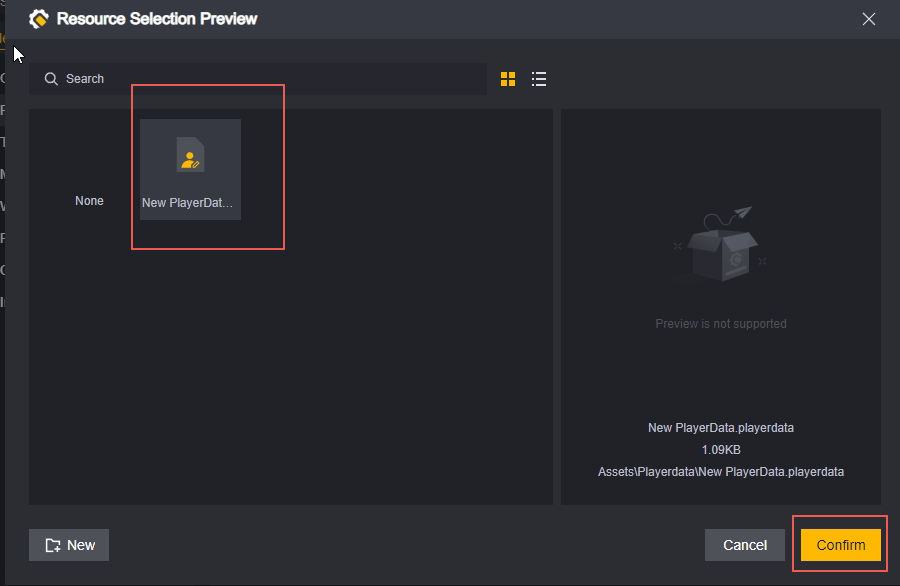 Resource Selection Preview
Search
None
New PlayerDat...
Preview is not supported
New PlayerData.playerdata
1.09KB
Assets\Playerdata\New PlayerData.playerdata
New
Cancel
Confirm